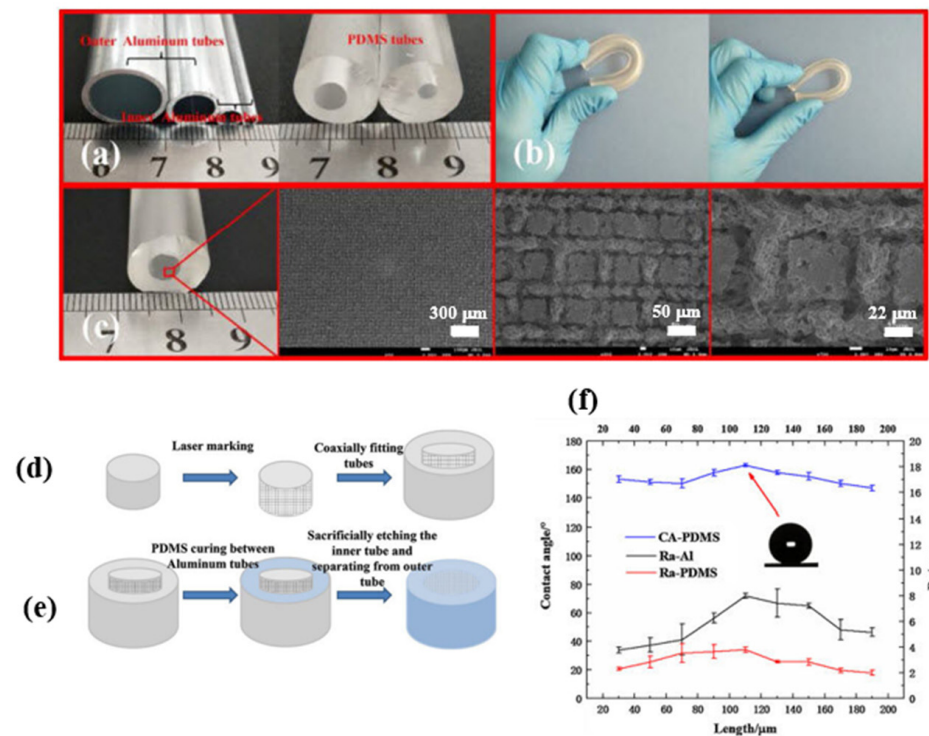 Outer Aluminum tubes
Inner Aluminum tubes
PDMS tubes
(a)
6 7 8 9
7 8 9
(b)
(c)
7 8 9
300 μm
50 μm
22 μm
(d)
Laser marking
Coaxially fitting
tubes
(e)
PDMS curing between
Aluminum tubes
Sacrificially etching the
inner tube and
separating from outer
tube
(f)
20 40 60 80 100 120 140 160 180 200
180
160
140
120
100
80
60
40
20
0
Contact angle/°
20
18
16
14
12
10
8
6
4
2
0
CA-PDMS
Ra-Al
Ra-PDMS
20 40 60 80 100 120 140 160 180 200
Length/μm